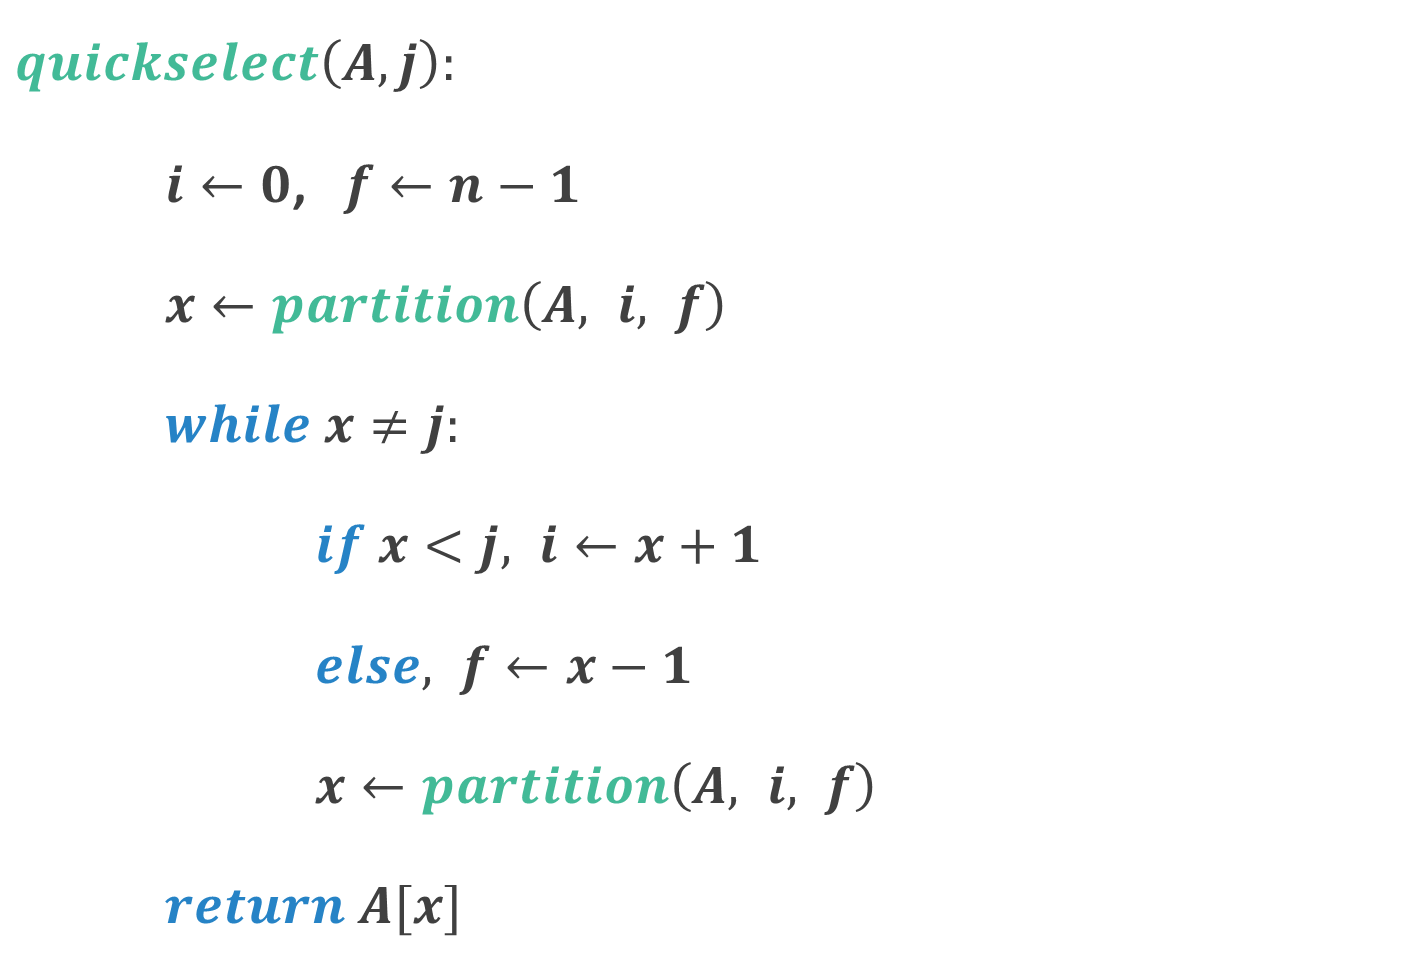 quickselect(A, j):
i ← 0, f ← n − 1
x ← partition(A, i, f)
while x ≠ j:
if x < j, i ← x + 1
else, f ← x − 1
x ← partition(A, i, f)
return A[x]